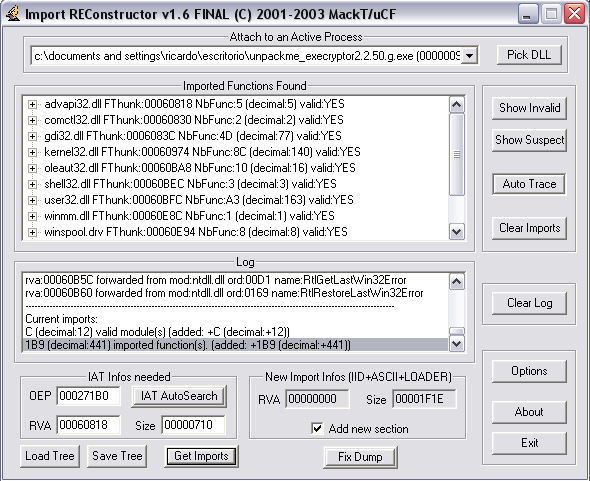 Import REConstructor v1.6 FINAL (C) 2001-2003 MackT/uCF
Attach to an Active Process
c:\documents and settings\ricardo\escritorio\unpackme_execryptor2.2.50.g.exe (000009S
Pick DLL
Imported Functions Found
advapi32.dll FThunk:00060818 NbFunc:5 (decimal:5) valid:YES
comctl32.dll FThunk:00060830 NbFunc:2 (decimal:2) valid:YES
gdi32.dll FThunk:0006083C NbFunc:4D (decimal:77) valid:YES
kernel32.dll FThunk:00060974 NbFunc:8C (decimal:140) valid:YES
oleaut32.dll FThunk:00060BA8 NbFunc:10 (decimal:16) valid:YES
shell32.dll FThunk:00060BEC NbFunc:3 (decimal:3) valid:YES
user32.dll FThunk:00060BFC NbFunc:A3 (decimal:163) valid:YES
winmm.dll FThunk:00060E8C NbFunc:1 (decimal:1) valid:YES
winspool.drv FThunk:00060E94 NbFunc:8 (decimal:8) valid:YES
Show Invalid
Show Suspect
Auto Trace
Clear Imports
Log
rva:00060B5C forwarded from mod:ntdll.dll ord:00D1 name:RtlGetLastWin32Error
rva:00060B60 forwarded from mod:ntdll.dll ord:0169 name:RtlRestoreLastWin32Error
---------------------------------------------------------------------------------------------------
Current imports:
C (decimal:12) valid module(s) (added: +C (decimal:+12))
1B9 (decimal:441) imported function(s). (added: +1B9 (decimal:+441))
Clear Log
IAT Infos needed
OEP 000271B0 IAT AutoSearch
RVA 00060818 Size 00000710
New Import Infos (IID+ASCII+LOADER)
RVA 00000000 Size 00001F1E
Add new section
Options
About
Exit
Load Tree Save Tree Get Imports Fix Dump